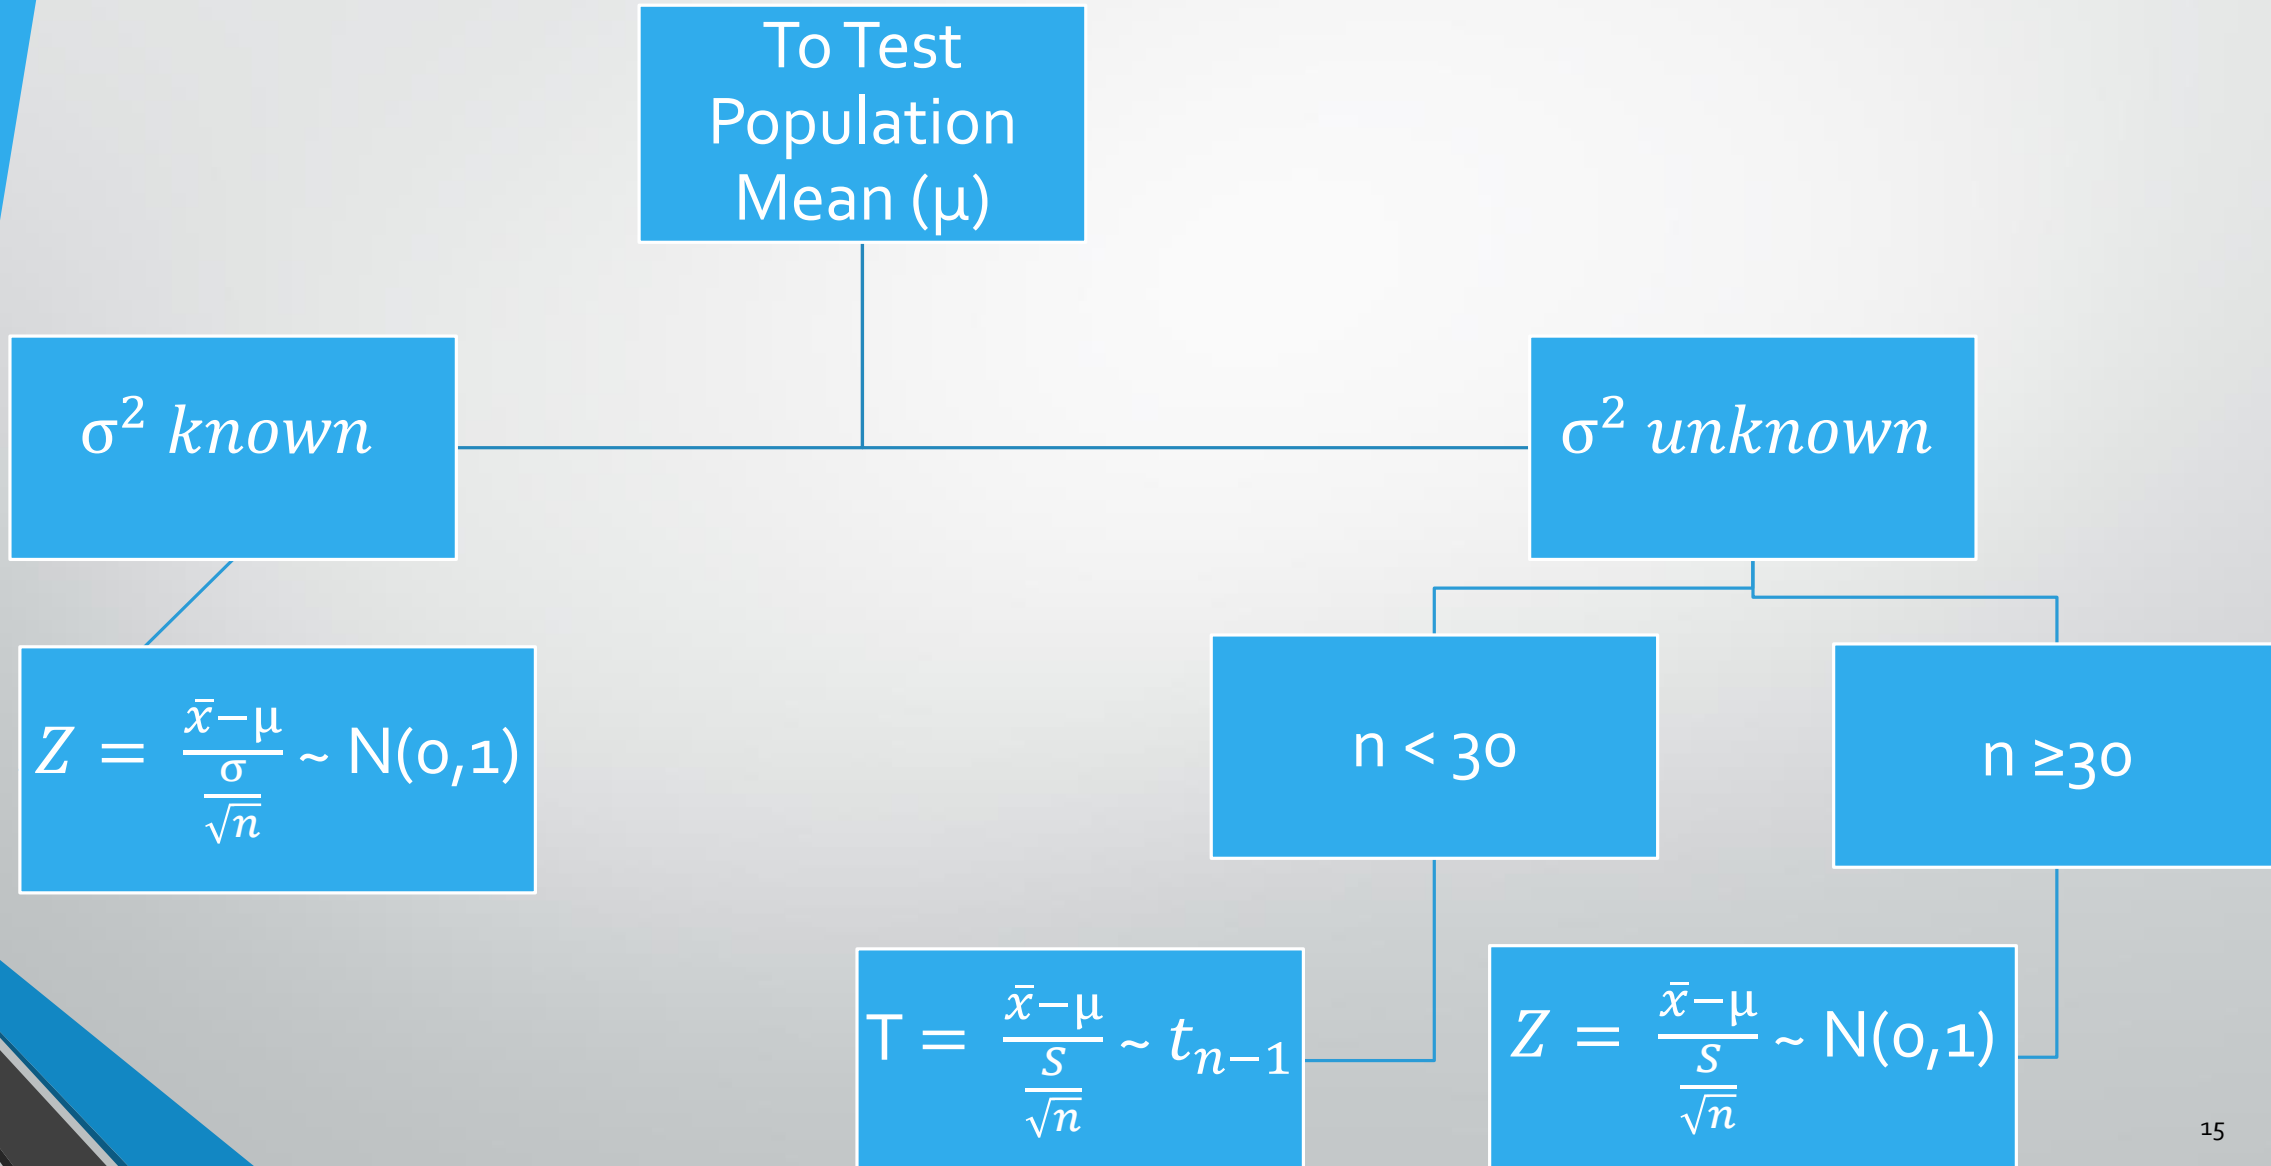 To Test
Population
Mean (µ)
σ² known
σ² unknown
Z = (x̄−µ)/(σ/√n) ~ N(0,1)
n < 30
n ≥30
T = (x̄−µ)/(S/√n) ~ tₙ₋₁
Z = (x̄−µ)/(S/√n) ~ N(0,1)
15